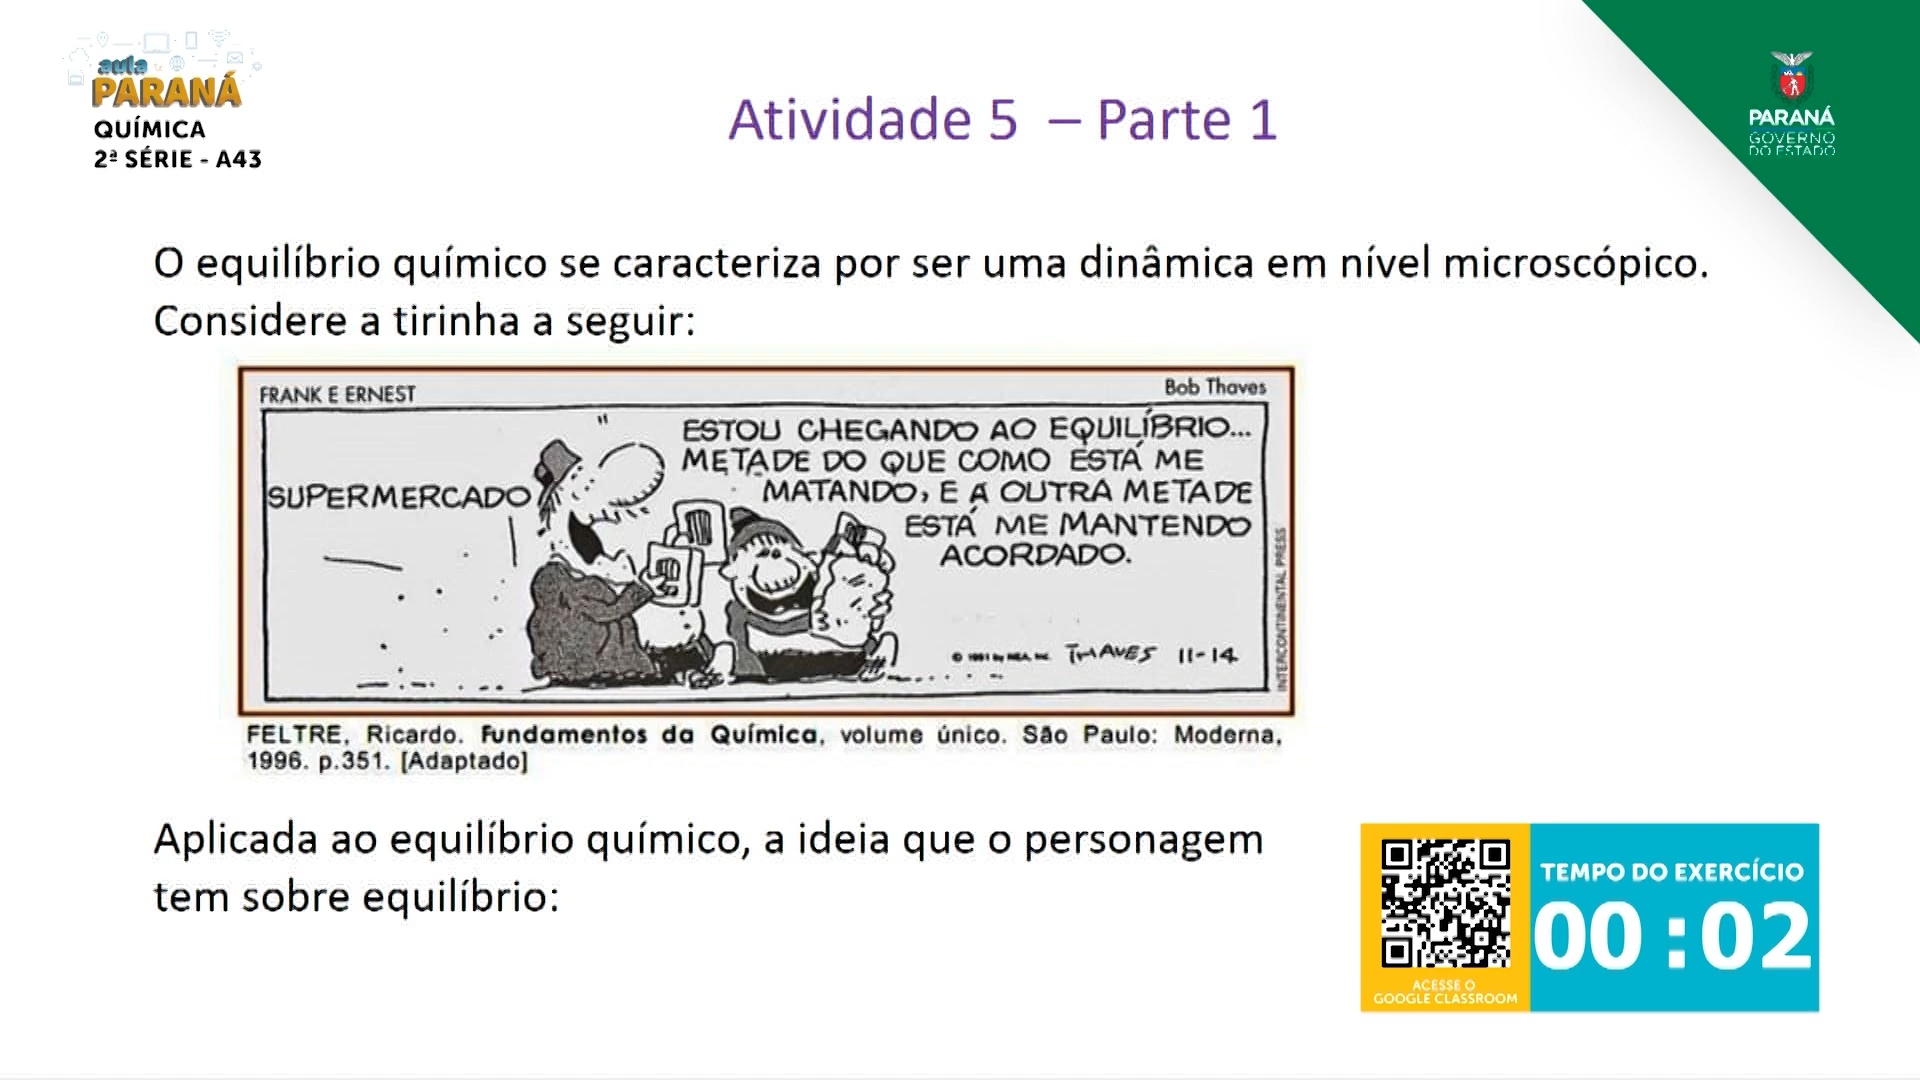 aula
PARANÁ
QUÍMICA
2ª SÉRIE - A43
Atividade 5 – Parte 1
PARANÁ
GOVERNO
DO ESTADO
O equilíbrio químico se caracteriza por ser uma dinâmica em nível microscópico.
Considere a tirinha a seguir:
FRANK E ERNEST
Bob Thaves
SUPERMERCADO
ESTOU CHEGANDO AO EQUILÍBRIO...
METADE DO QUE COMO ESTÁ ME
MATANDO, E A OUTRA METADE
ESTÁ ME MANTENDO
ACORDADO.
© 1991 by NEA, Inc.
THAVES 11-14
INTERCONTINENTAL PRESS
FELTRE, Ricardo. Fundamentos da Química, volume único. São Paulo: Moderna,
1996. p.351. [Adaptado]
Aplicada ao equilíbrio químico, a ideia que o personagem
tem sobre equilíbrio:
TEMPO DO EXERCÍCIO
00:02
ACESSE O
GOOGLE CLASSROOM